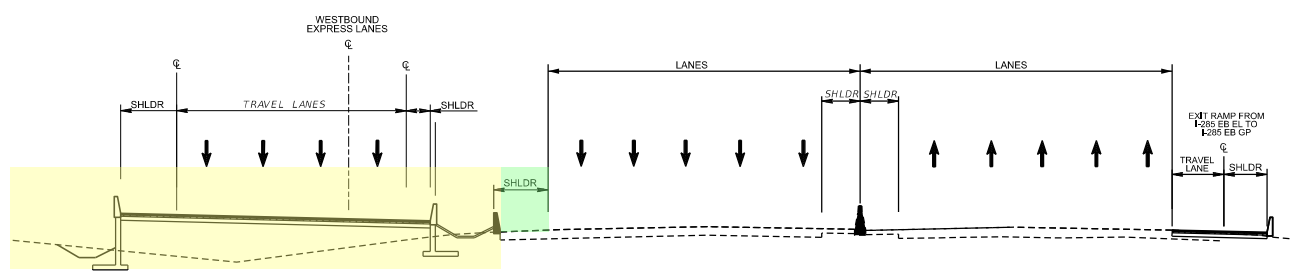 WESTBOUND
EXPRESS LANES
℄
℄
℄
LANES
LANES
SHLDR
TRAVEL LANES
SHLDR
SHLDR
SHLDR
EXIT RAMP FROM
I-285 EB EL TO
I-285 EB GP
℄
TRAVEL
LANE
SHLDR
SHLDR